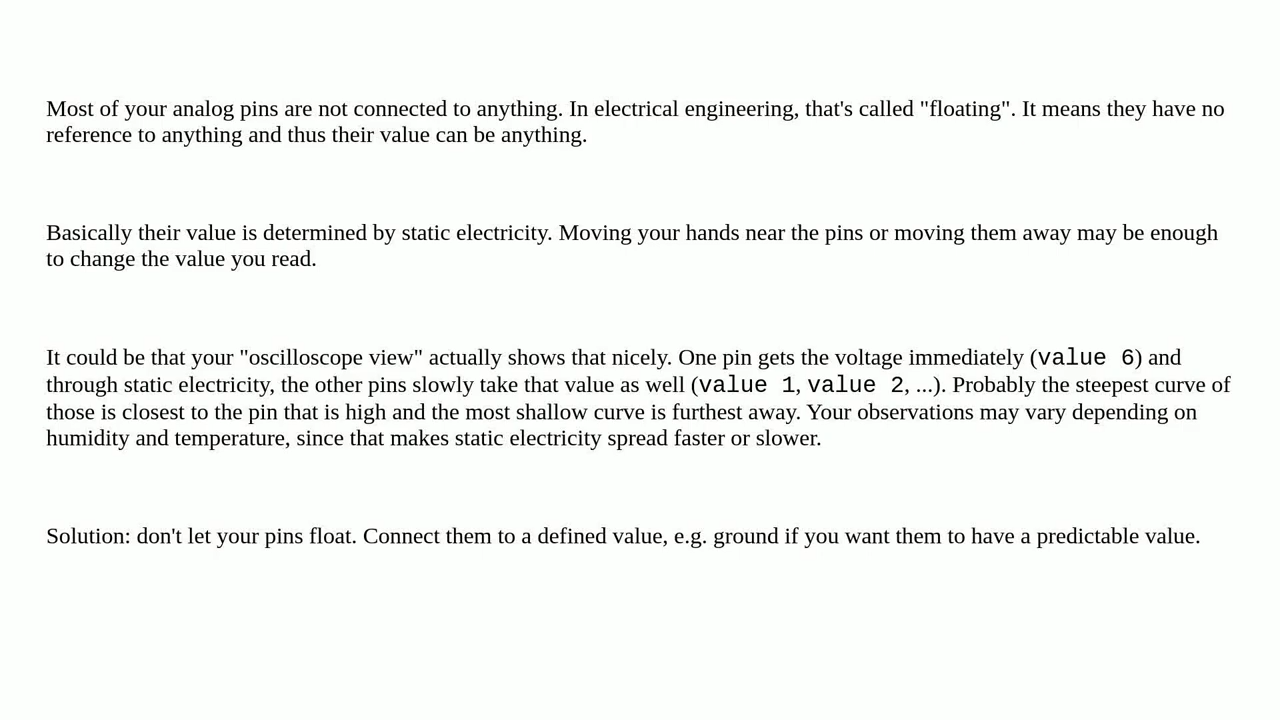 Most of your analog pins are not connected to anything. In electrical engineering, that's called "floating". It means they have no
reference to anything and thus their value can be anything.
Basically their value is determined by static electricity. Moving your hands near the pins or moving them away may be enough
to change the value you read.
It could be that your "oscilloscope view" actually shows that nicely. One pin gets the voltage immediately (value 6) and
through static electricity, the other pins slowly take that value as well (value 1, value 2, ...). Probably the steepest curve of
those is closest to the pin that is high and the most shallow curve is furthest away. Your observations may vary depending on
humidity and temperature, since that makes static electricity spread faster or slower.
Solution: don't let your pins float. Connect them to a defined value, e.g. ground if you want them to have a predictable value.